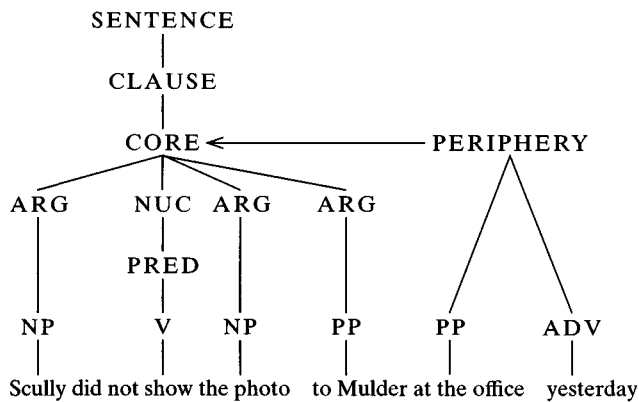 SENTENCE
CLAUSE
CORE PERIPHERY
ARG NUC ARG ARG
PRED
NP V NP PP PP ADV
Scully did not show the photo to Mulder at the office yesterday